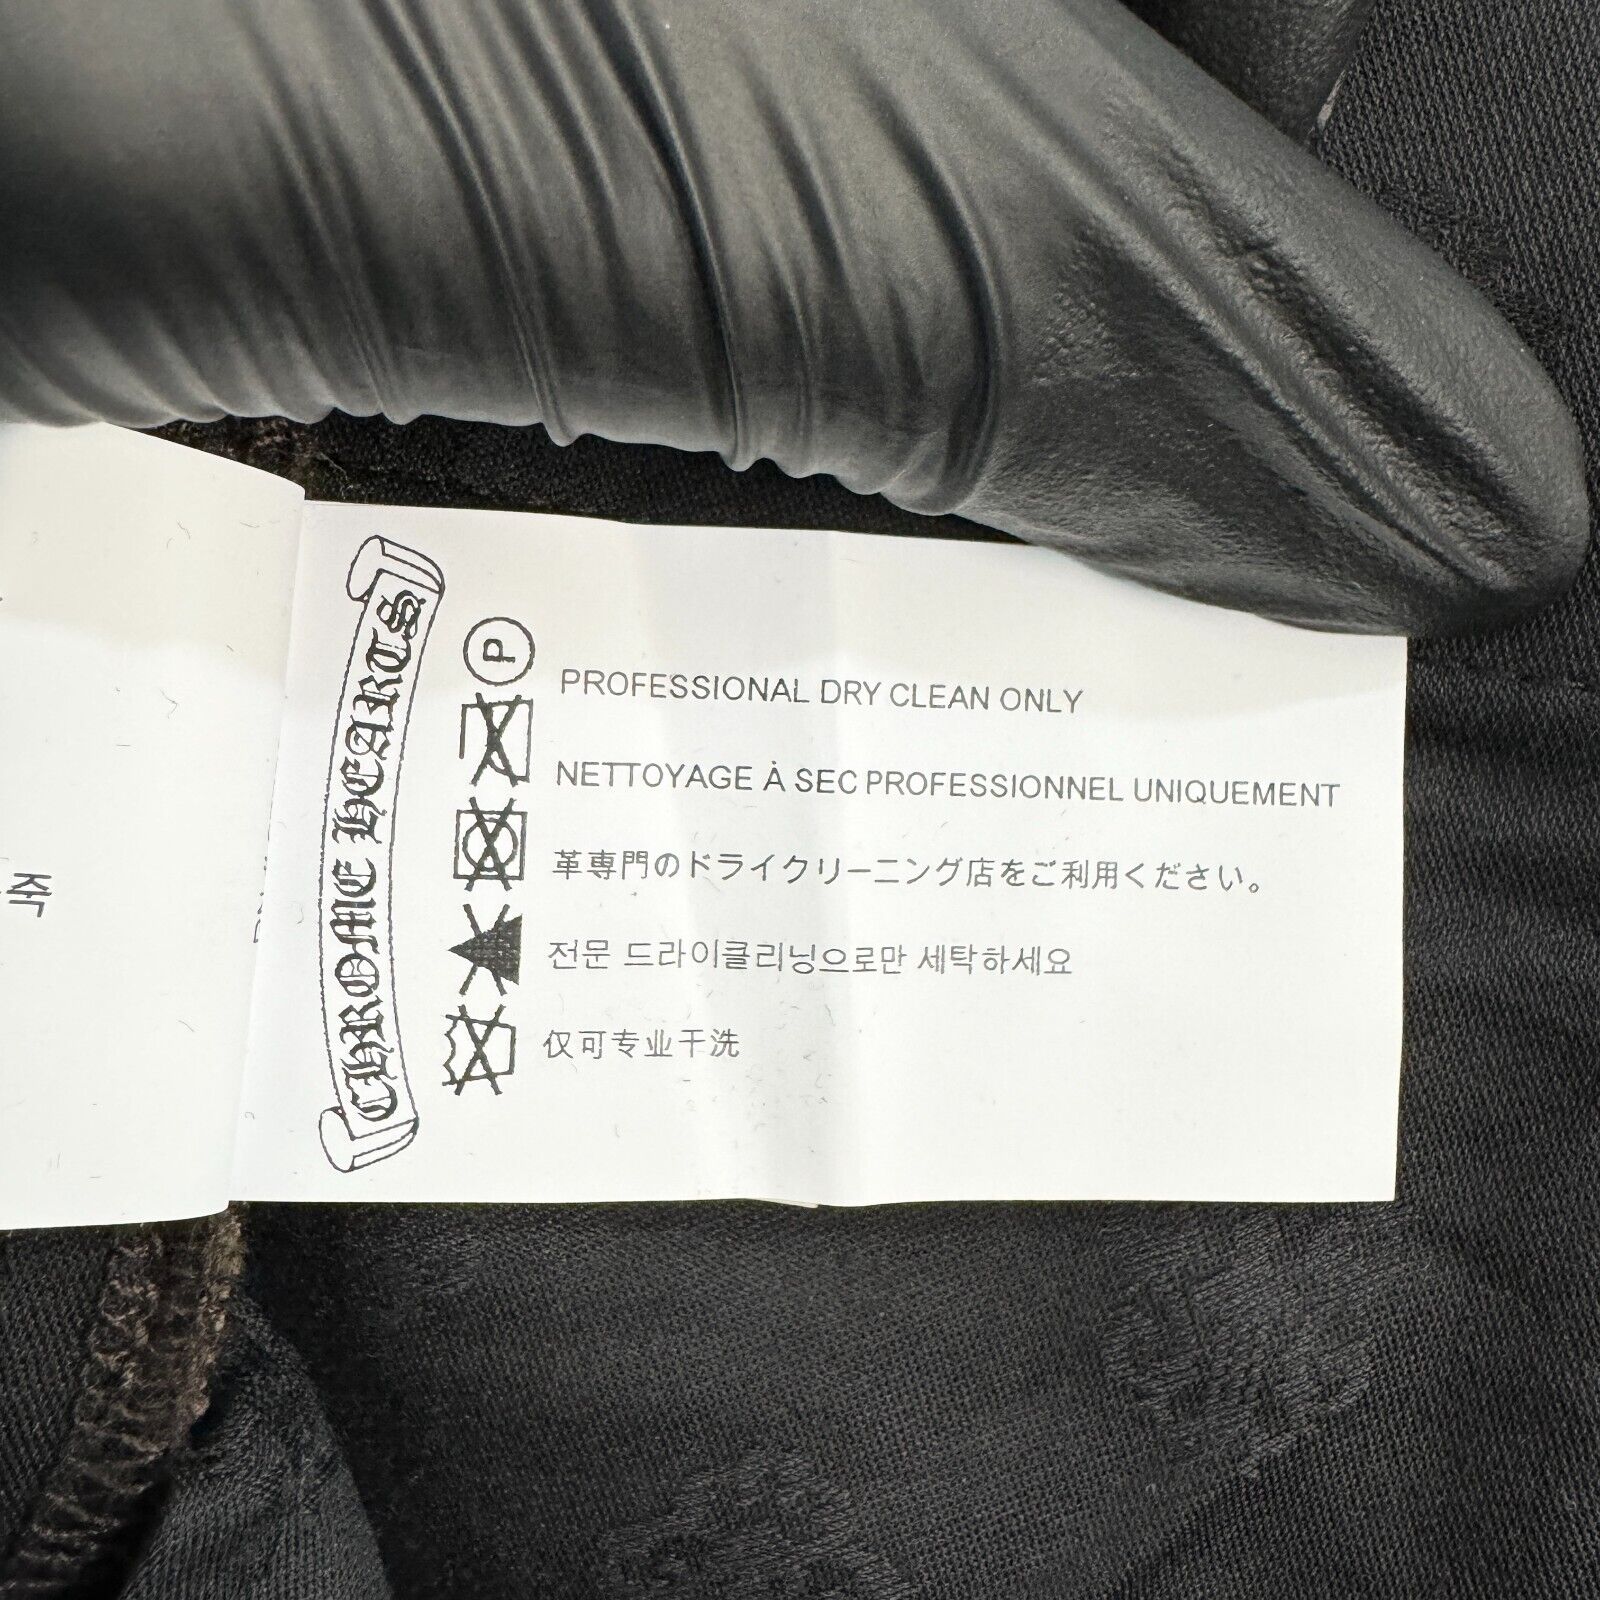 CHROME HEARTS
P
PROFESSIONAL DRY CLEAN ONLY
NETTOYAGE À SEC PROFESSIONNEL UNIQUEMENT
革専門のドライクリーニング店をご利用ください。
전문 드라이클리닝으로만 세탁하세요
仅可专业干洗
죽